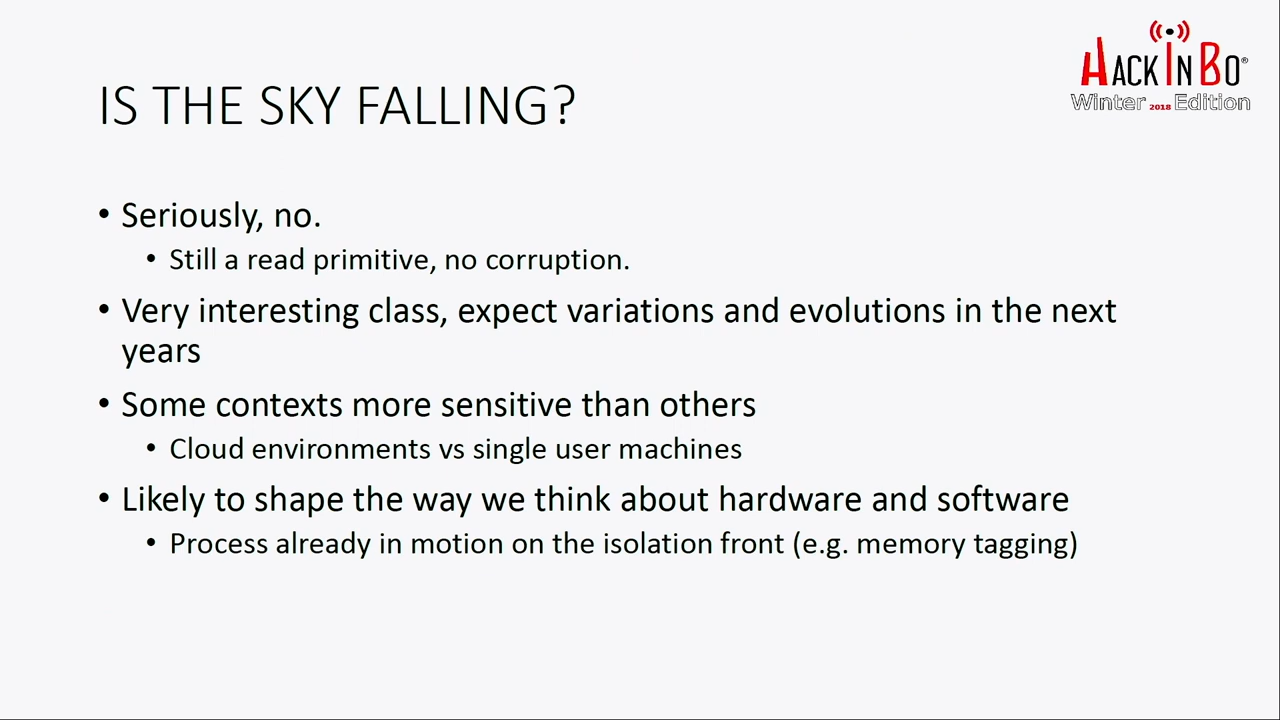 HACKINBO®
Winter 2018 Edition
IS THE SKY FALLING?
• Seriously, no.
• Still a read primitive, no corruption.
• Very interesting class, expect variations and evolutions in the next
years
• Some contexts more sensitive than others
• Cloud environments vs single user machines
• Likely to shape the way we think about hardware and software
• Process already in motion on the isolation front (e.g. memory tagging)